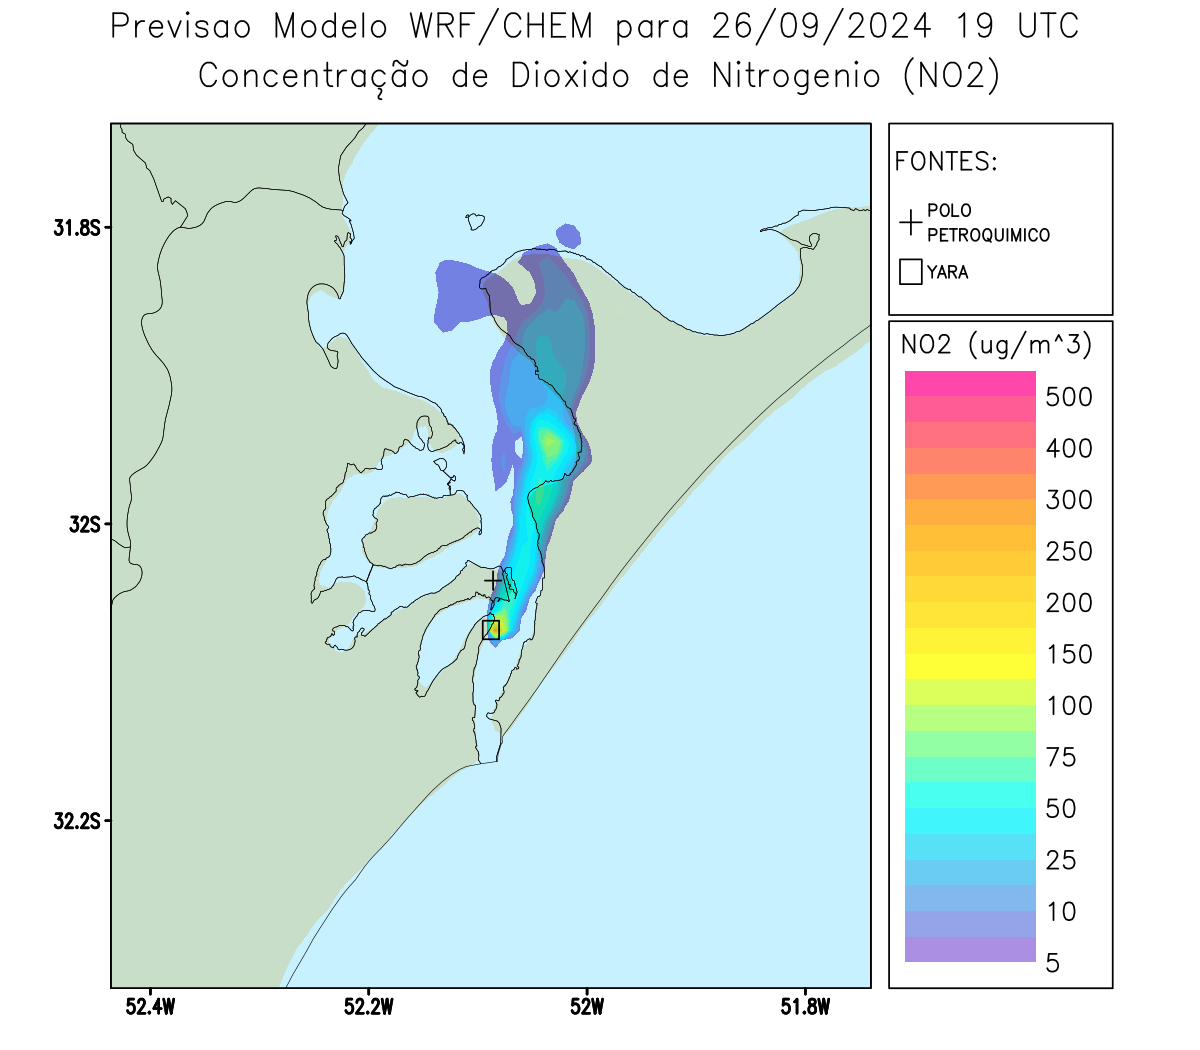 Previsao Modelo WRF/CHEM para 26/09/2024 19 UTC
Concentração de Dioxido de Nitrogenio (NO2)
FONTES:
POLO
PETROQUIMICO
YARA
NO2 (ug/m^3)
500
400
300
250
200
150
100
75
50
25
10
5
31.8S
32S
32.2S
52.4W
52.2W
52W
51.8W